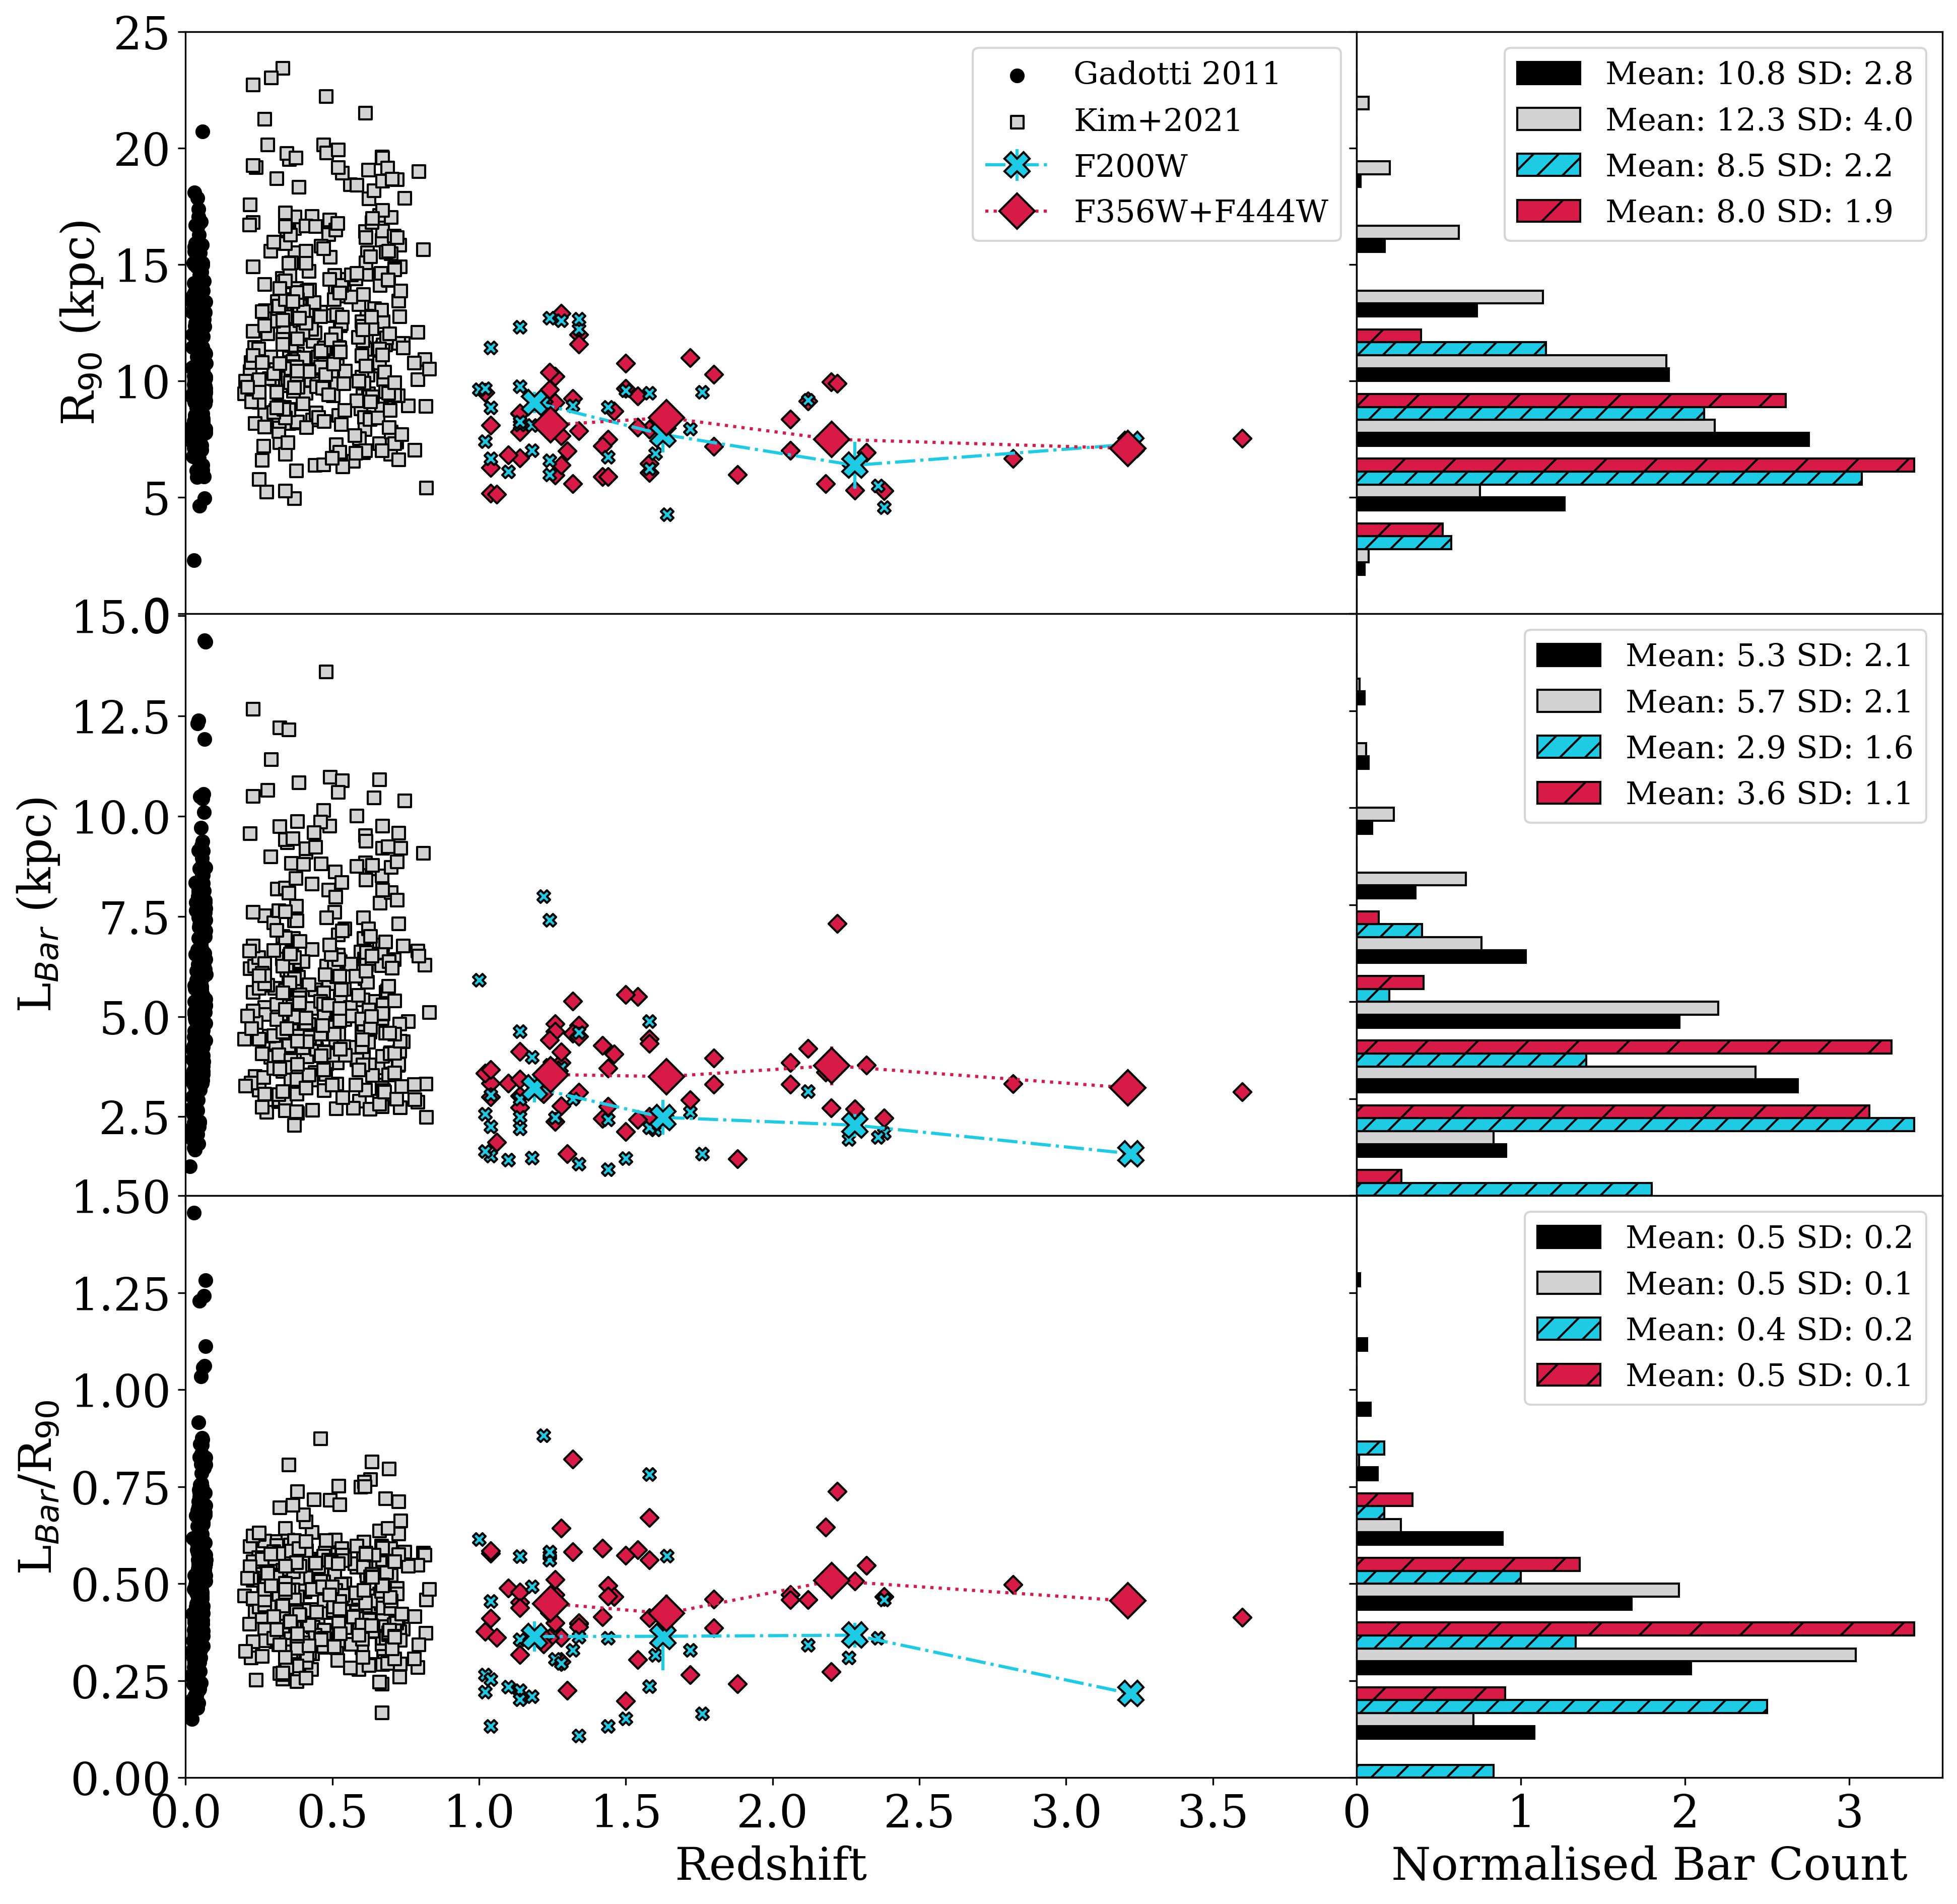 25
20
15
10
5
0
R90 (kpc)
Gadotti 2011
Kim+2021
F200W
F356W+F444W
Mean: 10.8 SD: 2.8
Mean: 12.3 SD: 4.0
Mean: 8.5 SD: 2.2
Mean: 8.0 SD: 1.9
15.0
12.5
10.0
7.5
5.0
2.5
LBar (kpc)
Mean: 5.3 SD: 2.1
Mean: 5.7 SD: 2.1
Mean: 2.9 SD: 1.6
Mean: 3.6 SD: 1.1
1.50
1.25
1.00
0.75
0.50
0.25
0.00
LBar/R90
Mean: 0.5 SD: 0.2
Mean: 0.5 SD: 0.1
Mean: 0.4 SD: 0.2
Mean: 0.5 SD: 0.1
0.0 0.5 1.0 1.5 2.0 2.5 3.0 3.5
Redshift
0 1 2 3
Normalised Bar Count